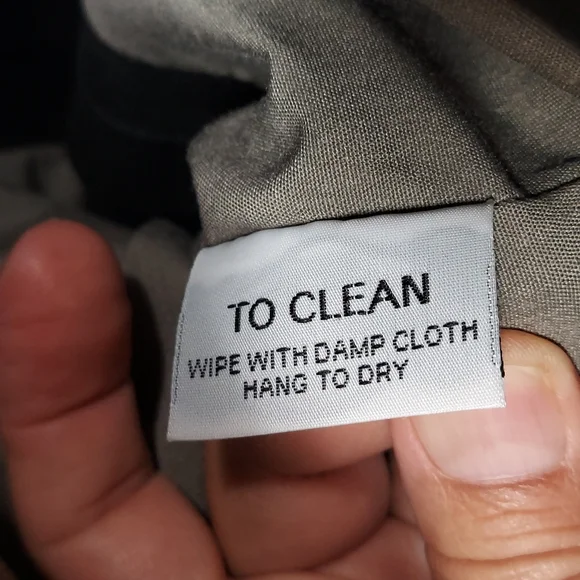 TO CLEAN
WIPE WITH DAMP CLOTH
HANG TO DRY